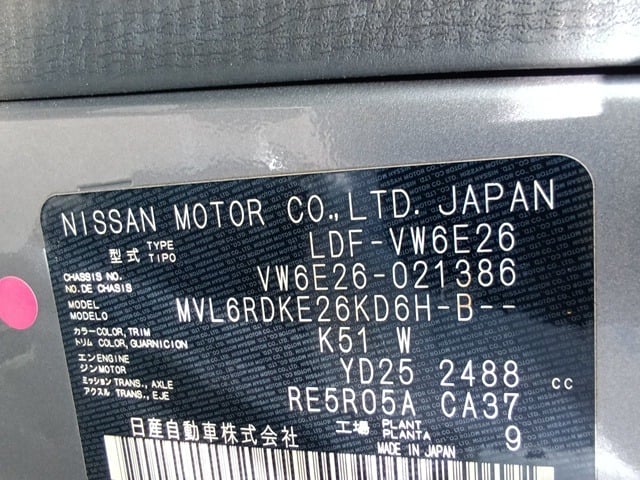 NISSAN MOTOR CO.,LTD. JAPAN
型式 TYPE TIPO LDF-VW6E26
CHASSIS NO. NO.DE CHASIS VW6E26-021386
MODEL MODELO MVL6RDKE26KD6H-B--
カラー COLOR, TRIM トリム COLOR, GUARNICION K51 W
エンジン ENGINE MOTOR YD25 2488 cc
ミッション TRANS., AXLE アクスル TRANS., EJE RE5R05A CA37
日産自動車株式会社 工場 PLANT PLANTA 9
MADE IN JAPAN